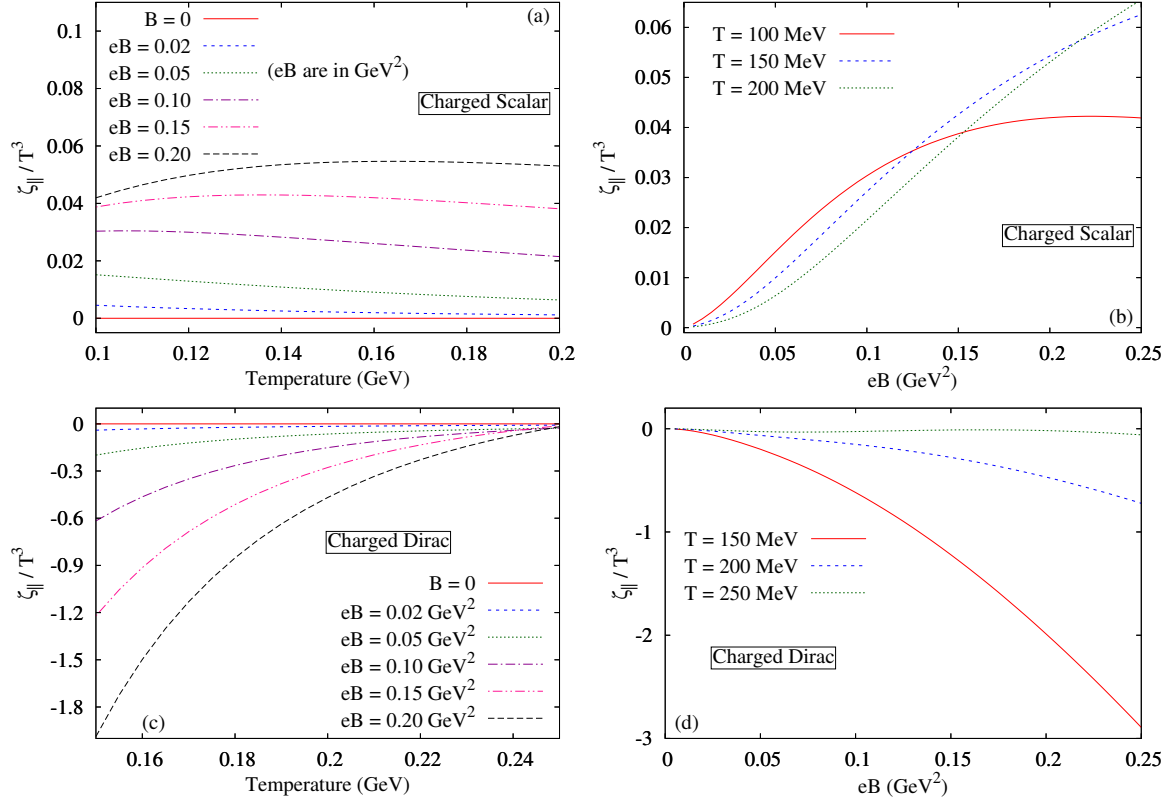 (a)
B = 0
eB = 0.02
eB = 0.05
eB = 0.10
eB = 0.15
eB = 0.20
(eB are in GeV²)
Charged Scalar
ζ∥ / T³
0.1
0.08
0.06
0.04
0.02
0
0.1 0.12 0.14 0.16 0.18 0.2
Temperature (GeV)
(b)
T = 100 MeV
T = 150 MeV
T = 200 MeV
Charged Scalar
ζ∥ / T³
0.06
0.05
0.04
0.03
0.02
0.01
0
0 0.05 0.1 0.15 0.2 0.25
eB (GeV²)
(c)
Charged Dirac
B = 0
eB = 0.02 GeV²
eB = 0.05 GeV²
eB = 0.10 GeV²
eB = 0.15 GeV²
eB = 0.20 GeV²
ζ∥ / T³
0
-0.3
-0.6
-0.9
-1.2
-1.5
-1.8
0.16 0.18 0.2 0.22 0.24
Temperature (GeV)
(d)
T = 150 MeV
T = 200 MeV
T = 250 MeV
Charged Dirac
ζ∥ / T³
0
-1
-2
-3
0 0.05 0.1 0.15 0.2 0.25
eB (GeV²)